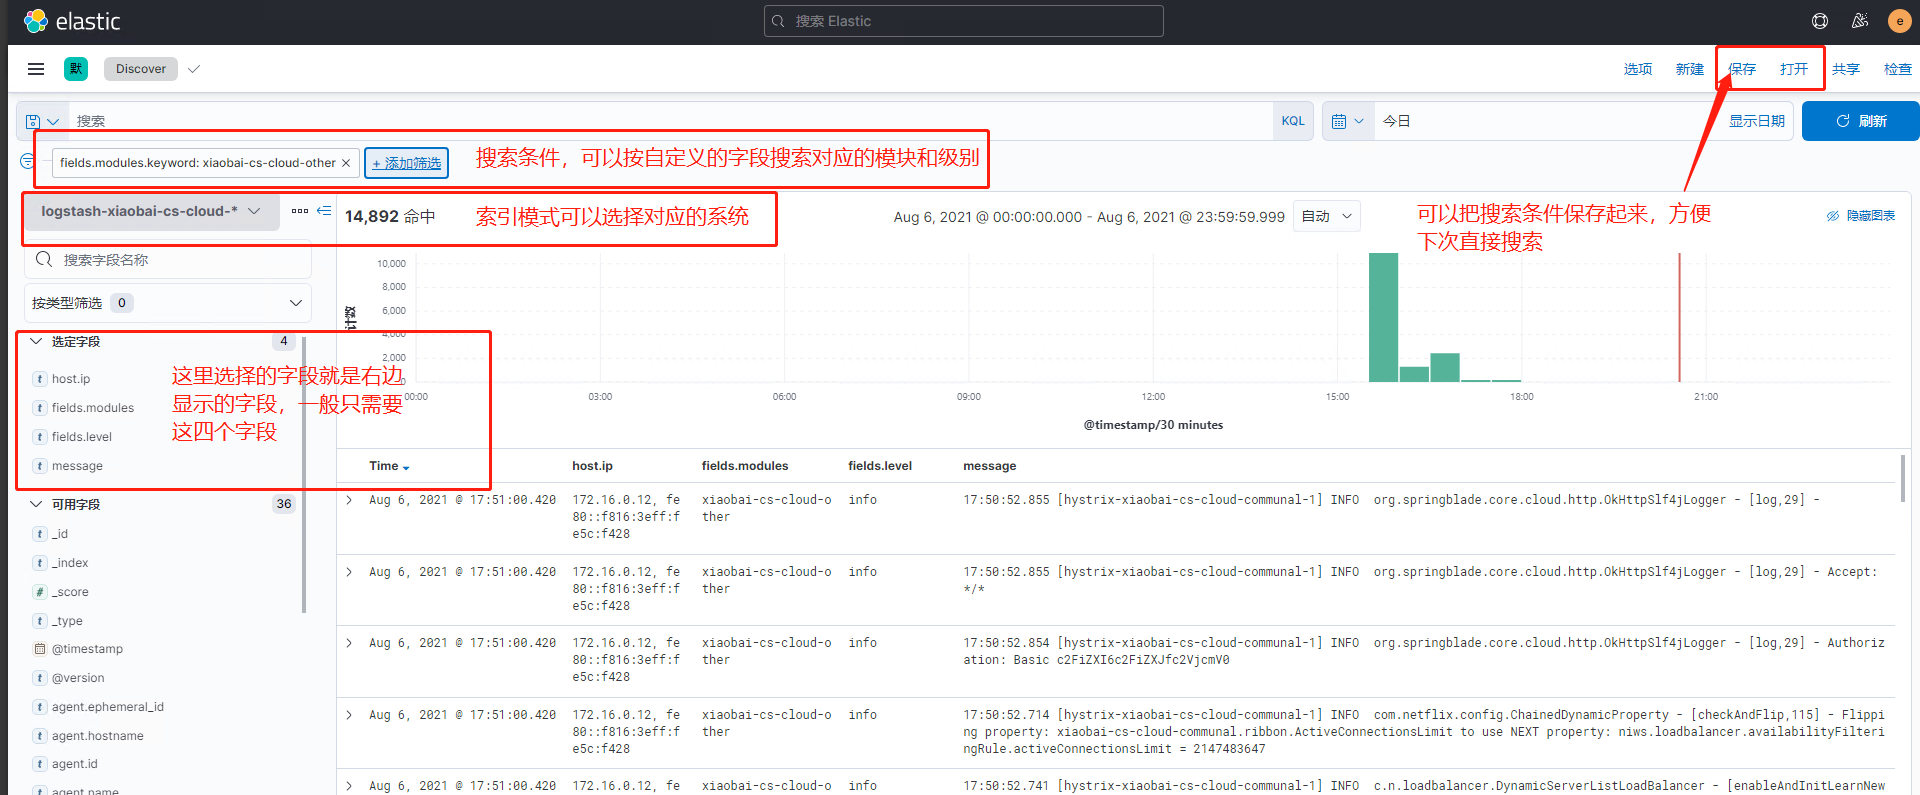 elastic
搜索 Elastic
e
默
Discover
选项 新建 保存 打开 共享 检查
搜索
KQL
今日
显示日期
刷新
fields.modules.keyword: xiaobai-cs-cloud-other ×
+ 添加筛选
搜索条件，可以按自定义的字段搜索对应的模块和级别
logstash-xiaobai-cs-cloud-*
14,892 命中
索引模式可以选择对应的系统
Aug 6, 2021 @ 00:00:00.000 - Aug 6, 2021 @ 23:59:59.999
自动
可以把搜索条件保存起来，方便
下次直接搜索
隐藏图表
搜索字段名称
按类型筛选 0
10,000
8,000
6,000
4,000
2,000
0
00:00 03:00 06:00 09:00 12:00 15:00 18:00 21:00
@timestamp/30 minutes
选定字段 4
host.ip
fields.modules
fields.level
message
这里选择的字段就是右边
显示的字段，一般只需要
这四个字段
可用字段 36
_id
_index
_score
_type
@timestamp
@version
agent.ephemeral_id
agent.hostname
agent.id
agent.name
Time host.ip fields.modules fields.level message
Aug 6, 2021 @ 17:51:00.420 172.16.0.12, fe xiaobai-cs-cloud-o info 17:50:52.855 [hystrix-xiaobai-cs-cloud-communal-1] INFO org.springblade.core.cloud.http.OkHttpSlf4jLogger - [log,29] -
80::f816:3eff:f ther
e5c:f428
Aug 6, 2021 @ 17:51:00.420 172.16.0.12, fe xiaobai-cs-cloud-o info 17:50:52.855 [hystrix-xiaobai-cs-cloud-communal-1] INFO org.springblade.core.cloud.http.OkHttpSlf4jLogger - [log,29] - Accept:
80::f816:3eff:f ther */*
e5c:f428
Aug 6, 2021 @ 17:51:00.420 172.16.0.12, fe xiaobai-cs-cloud-o info 17:50:52.854 [hystrix-xiaobai-cs-cloud-communal-1] INFO org.springblade.core.cloud.http.OkHttpSlf4jLogger - [log,29] - Authoriz
80::f816:3eff:f ther ation: Basic c2FiZXI6c2FiZXJfc2VjcmV0
e5c:f428
Aug 6, 2021 @ 17:51:00.420 172.16.0.12, fe xiaobai-cs-cloud-o info 17:50:52.714 [hystrix-xiaobai-cs-cloud-communal-1] INFO com.netflix.config.ChainedDynamicProperty - [checkAndFlip,115] - Flippi
80::f816:3eff:f ther ng property: xiaobai-cs-cloud-communal.ribbon.ActiveConnectionsLimit to use NEXT property: niws.loadbalancer.availabilityFilteri
e5c:f428 ngRule.activeConnectionsLimit = 2147483647
Aug 6, 2021 @ 17:51:00.420 172.16.0.12, fe xiaobai-cs-cloud-o info 17:50:52.741 [hystrix-xiaobai-cs-cloud-communal-1] INFO c.n.loadbalancer.DynamicServerListLoadBalancer - [enableAndInitLearnNew